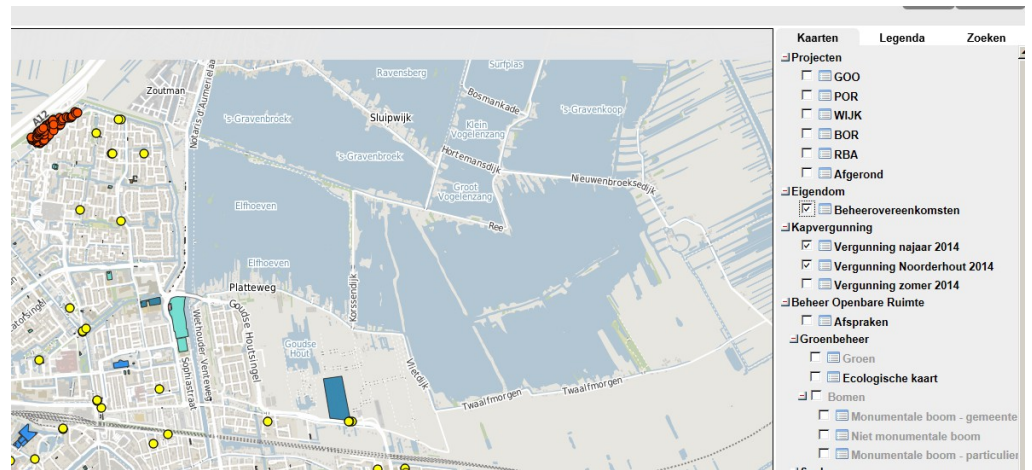 Kaarten Legenda Zoeken
Projecten
GOO
POR
WIJK
BOR
RBA
Afgerond
Eigendom
Beheerovereenkomsten
Kapvergunning
Vergunning najaar 2014
Vergunning Noorderhout 2014
Vergunning zomer 2014
Beheer Openbare Ruimte
Afspraken
Groenbeheer
Groen
Ecologische kaart
Bomen
Monumentale boom - gemeente
Niet monumentale boom
Monumentale boom - particulier
Surfplas
Ravensberg
Zoutman
Notaris d'Aumerielaan
Bosmankade
's-Gravenkoop
A12
's-Gravenbroek
Sluipwijk
Klein
Vogelenzang
Hortemansdijk
's-Gravenbroek
Nieuwenbroeksedijk
Groot
Vogelenzang
Elfhoeven
Ree
Elfhoeven
Platteweg
Korssendijk
Goudse Houtsingel
Wethouder Venteweg
Sophiastraat
Goudse
Hout
Vlietdijk
Twaalfmorgen
Twaalfmorgen